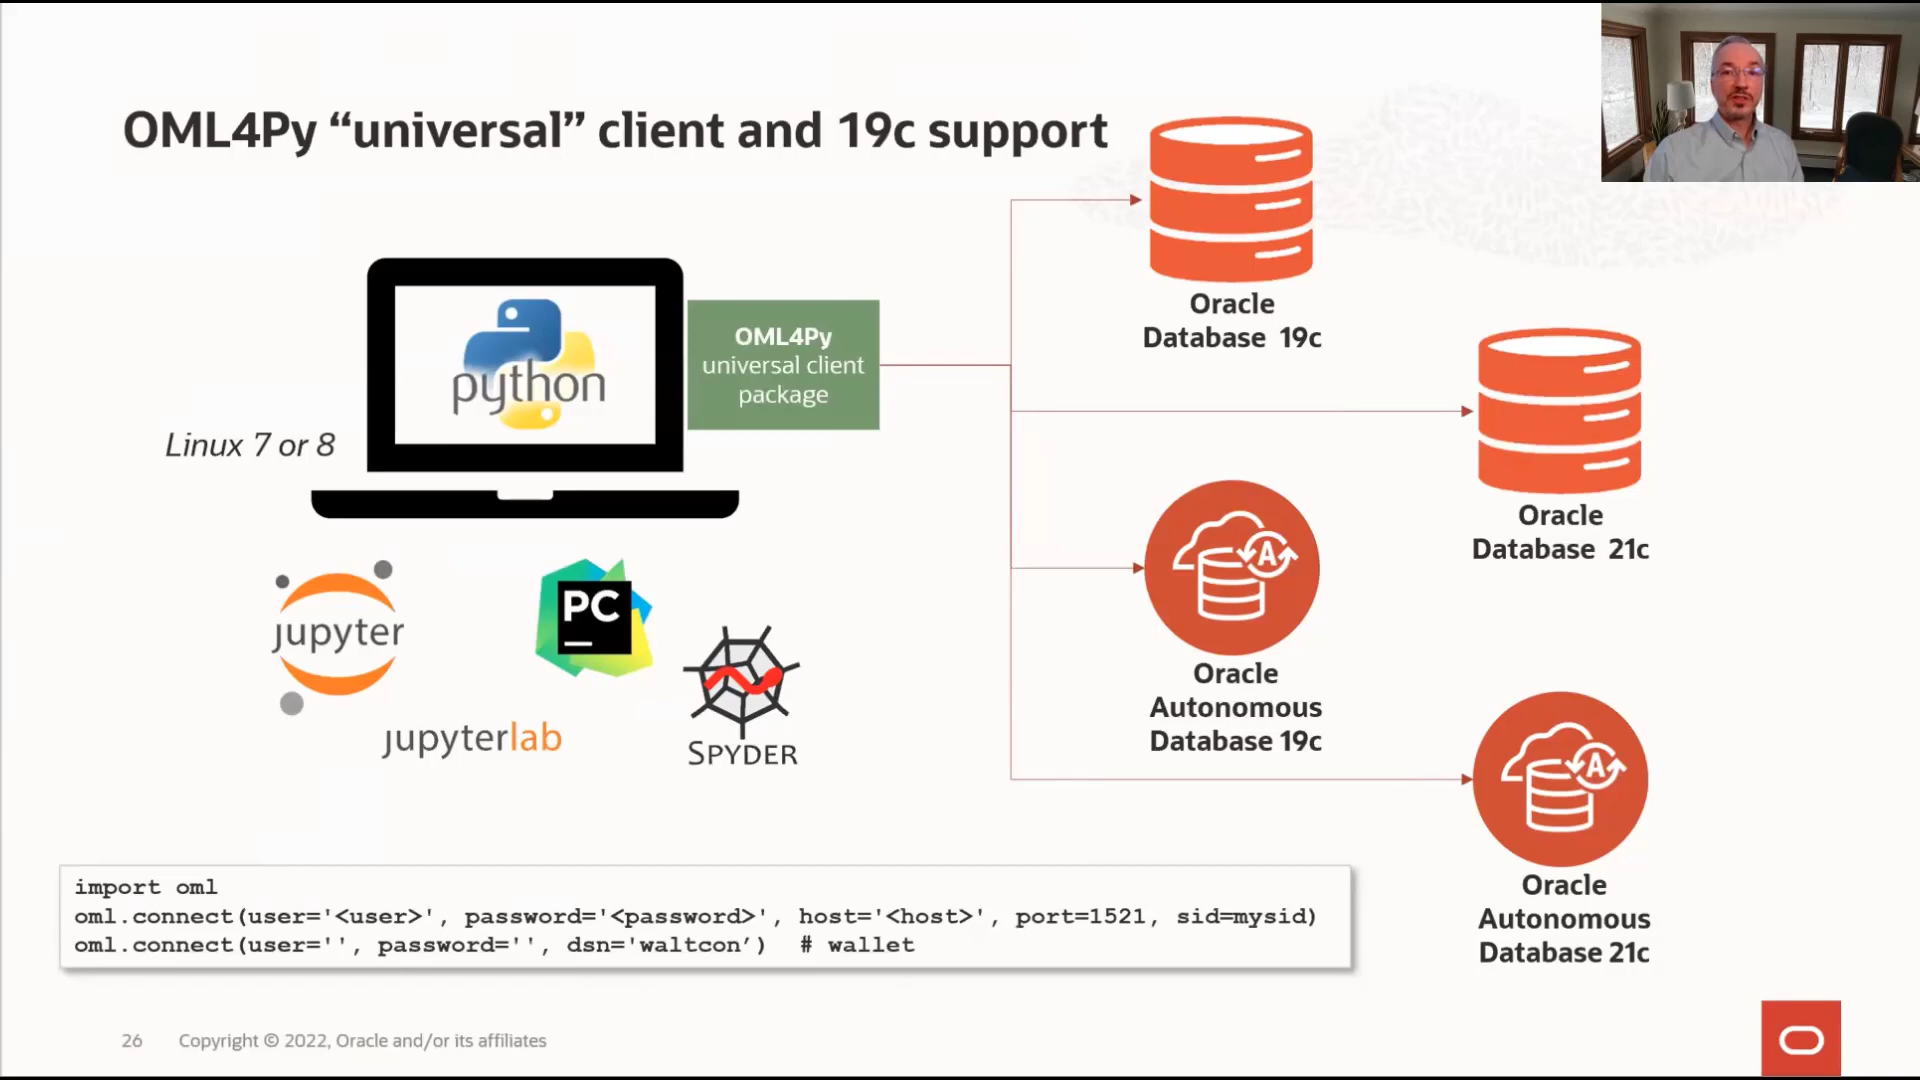 OML4Py “universal” client and 19c support
python
OML4Py
universal client
package
Linux 7 or 8
jupyter
PC
jupyterlab
SPYDER
Oracle
Database 19c
Oracle
Database 21c
A
Oracle
Autonomous
Database 19c
A
Oracle
Autonomous
Database 21c
import oml
oml.connect(user='<user>', password='<password>', host='<host>', port=1521, sid=mysid)
oml.connect(user='', password='', dsn='waltcon’)  # wallet
26 Copyright © 2022, Oracle and/or its affiliates